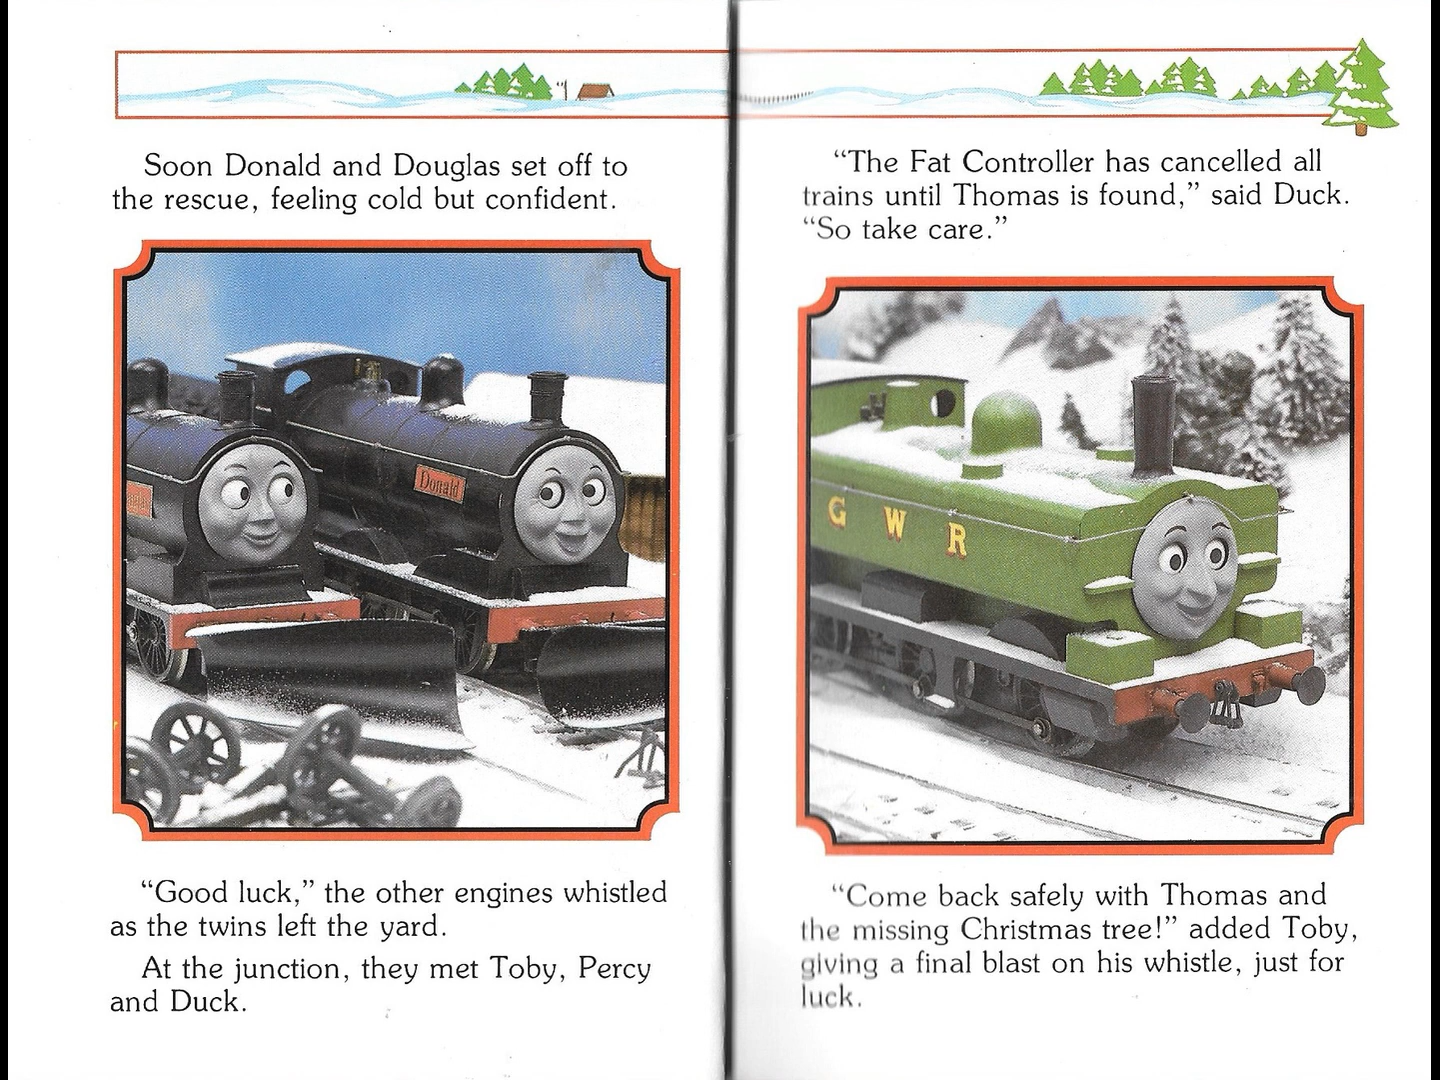 Soon Donald and Douglas set off to
the rescue, feeling cold but confident.
Donald
"Good luck," the other engines whistled
as the twins left the yard.
At the junction, they met Toby, Percy
and Duck.
"The Fat Controller has cancelled all
trains until Thomas is found," said Duck.
"So take care."
G W R
"Come back safely with Thomas and
the missing Christmas tree!" added Toby,
giving a final blast on his whistle, just for
luck.